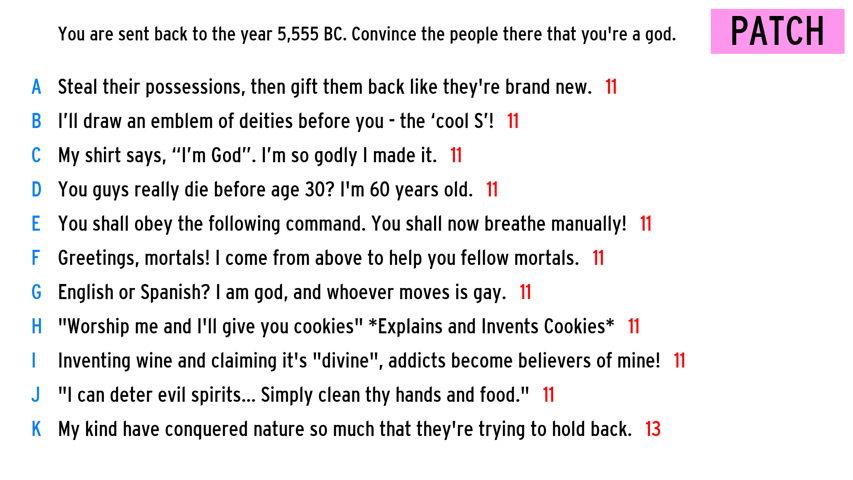 You are sent back to the year 5,555 BC. Convince the people there that you're a god.
PATCH
A Steal their possessions, then gift them back like they're brand new. 11
B I’ll draw an emblem of deities before you - the ‘cool S’! 11
C My shirt says, “I’m God”. I’m so godly I made it. 11
D You guys really die before age 30? I'm 60 years old. 11
E You shall obey the following command. You shall now breathe manually! 11
F Greetings, mortals! I come from above to help you fellow mortals. 11
G English or Spanish? I am god, and whoever moves is gay. 11
H "Worship me and I'll give you cookies" *Explains and Invents Cookies* 11
I Inventing wine and claiming it's "divine", addicts become believers of mine! 11
J "I can deter evil spirits... Simply clean thy hands and food." 11
K My kind have conquered nature so much that they're trying to hold back. 13